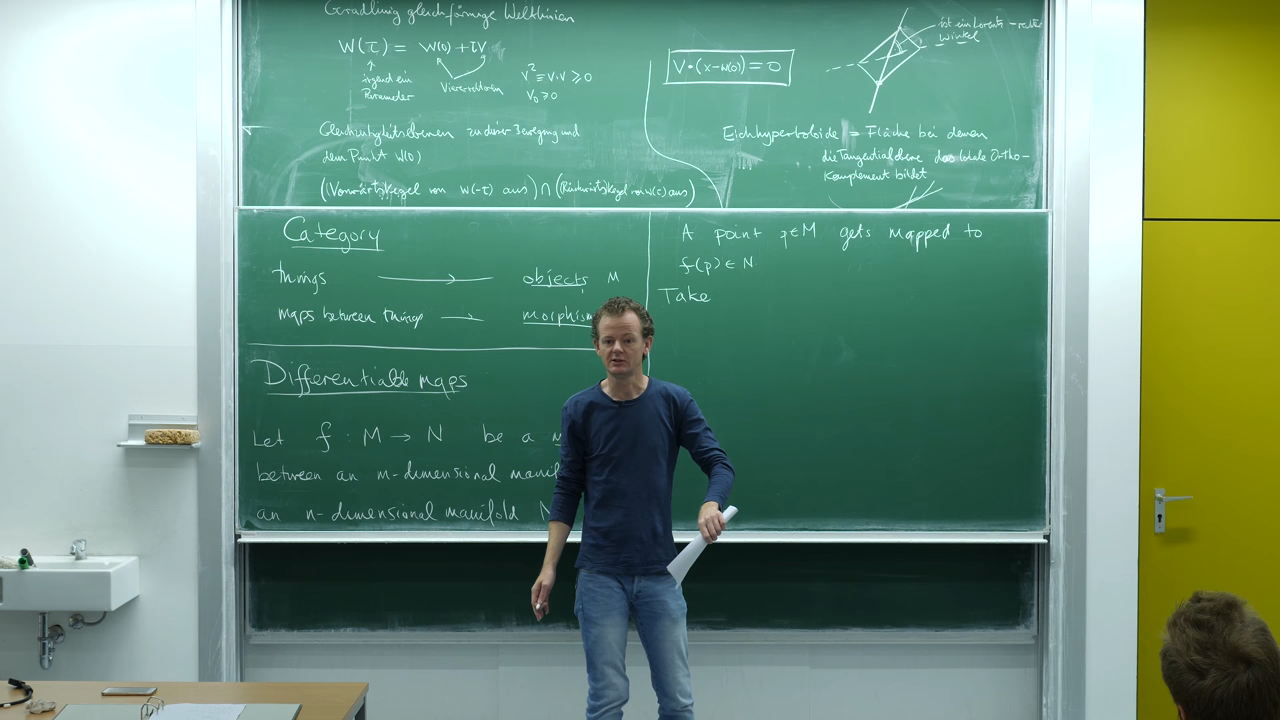 Geradlinig gleichförmige Weltlinien
W(τ) = W(0) + τV
irgend ein
Parameter
Vierervektoren
V² = V·V ≥ 0
V₀ ≥ 0
Gleichzeitigkeitsebenen zu dieser Bewegung und
dem Punkt W(0)
(Vorwärtskegel von W(-τ) aus) ∩ (Rückwärtskegel von W(τ) aus)
V·(x-W(0)) = 0
ist ein Lorentz-rechter
Winkel
Eichhyperboloide = Fläche bei denen
die Tangentialebene das lokale Ortho-
Komplement bildet
Category
things → objects M
maps between things → morphism
Differentiable maps
Let f : M → N be a
between an m-dimensional manif
an n-dimensional manifold N
A point p∈M gets mapped to
f(p) ∈ N
Take